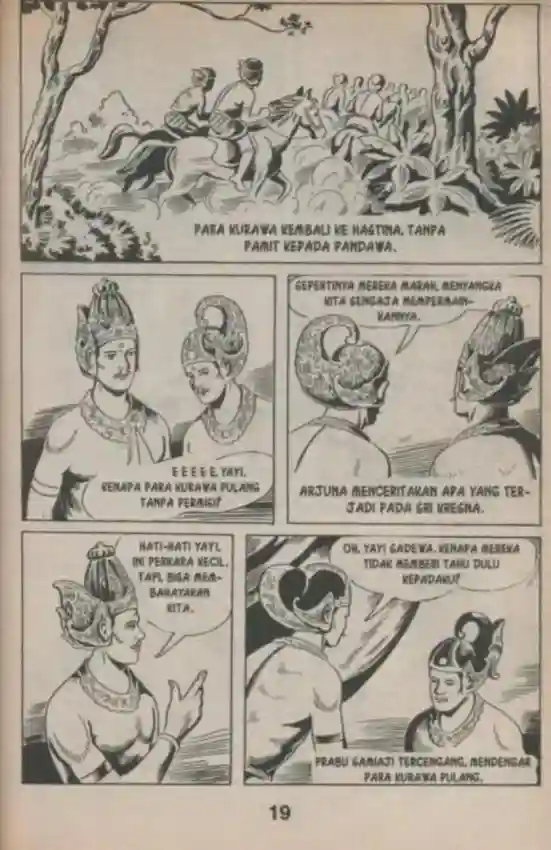 PARA KURAWA KEMBALI KE HASTINA, TANPA
PAMIT KEPADA PANDAWA.
E E E E E, YAYI,
KENAPA PARA KURAWA PULANG
TANPA PERMISI?
SEPERTINYA MEREKA MARAH, MENYANGKA
KITA SENGAJA MEMPERMAIN-
KANNYA.
ARJUNA MENCERITAKAN APA YANG TER-
JADI PADA SRI KRESNA.
HATI-HATI YAYI,
INI PERKARA KECIL,
TAPI, BISA MEM-
BAHAYAKAN
KITA.
OH, YAYI SADEWA, KENAPA MEREKA
TIDAK MEMBERI TAHU DULU
KEPADAKU?
PRABU SAMIAJI TERCENGANG, MENDENGAR
PARA KURAWA PULANG.
19